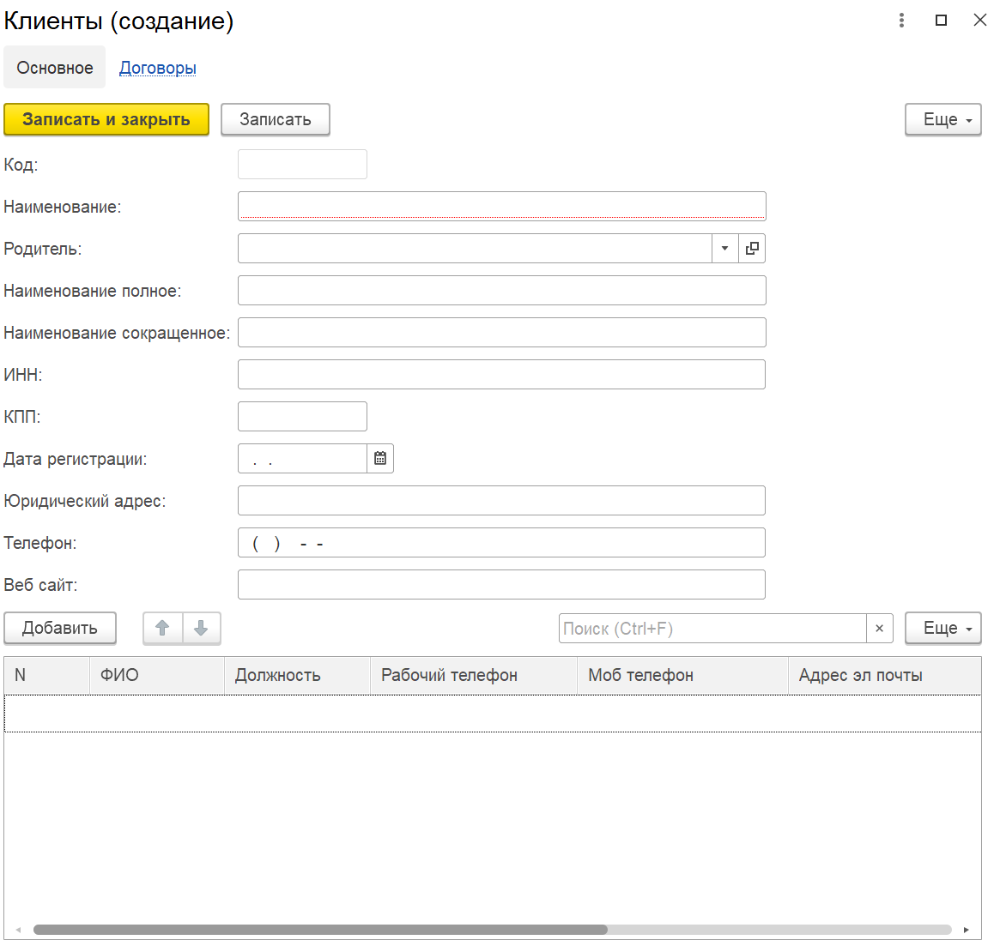 Клиенты (создание)
Основное Договоры
Записать и закрыть Записать Еще
Код:
Наименование:
Родитель:
Наименование полное:
Наименование сокращенное:
ИНН:
КПП:
Дата регистрации: . .
Юридический адрес:
Телефон: ( ) - -
Веб сайт:
Добавить Поиск (Ctrl+F) × Еще
N ФИО Должность Рабочий телефон Моб телефон Адрес эл почты